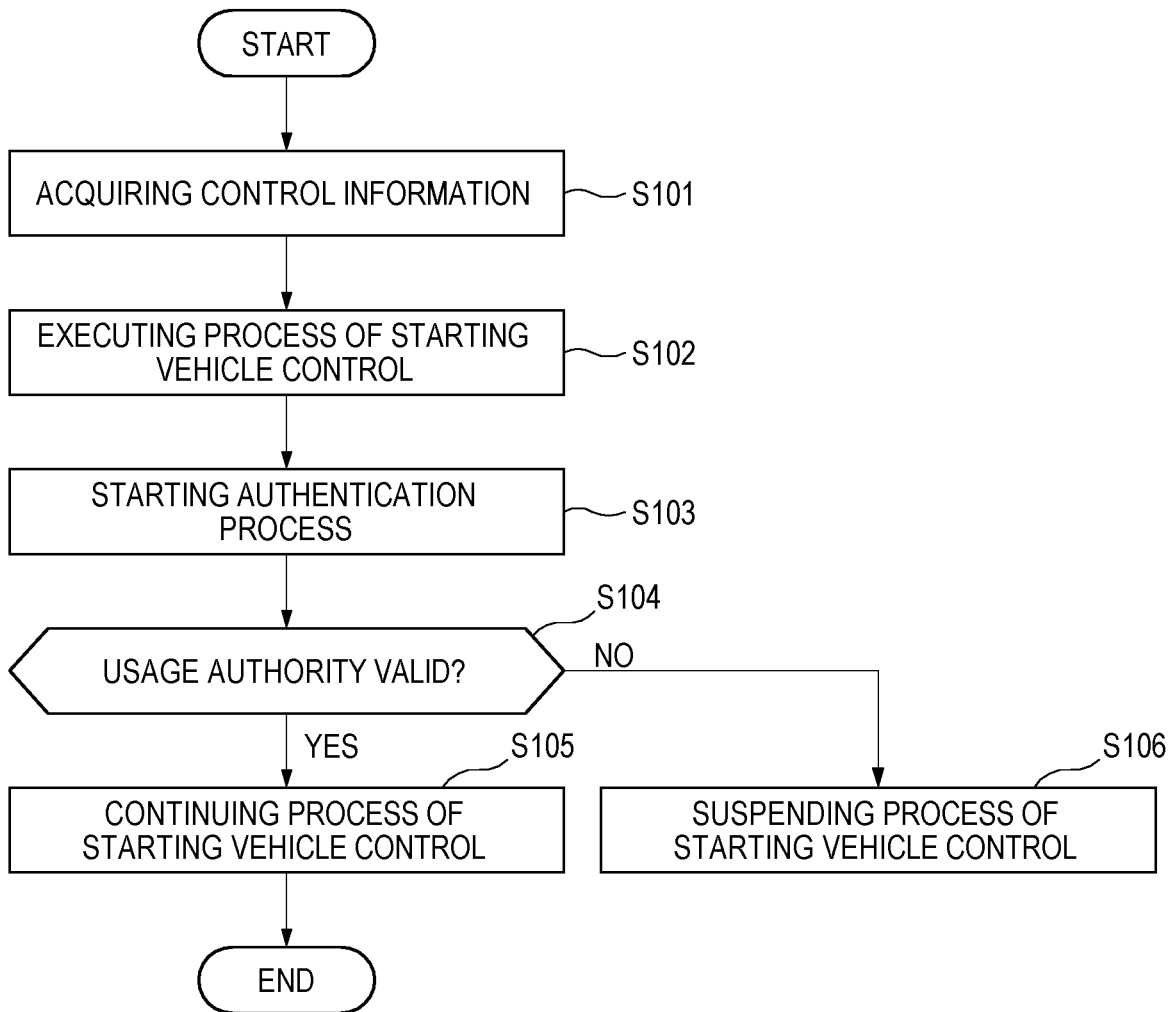 START
ACQUIRING CONTROL INFORMATION
S101
EXECUTING PROCESS OF STARTING
VEHICLE CONTROL
S102
STARTING AUTHENTICATION
PROCESS
S103
S104
USAGE AUTHORITY VALID?
NO
YES
S105
S106
CONTINUING PROCESS OF
STARTING VEHICLE CONTROL
SUSPENDING PROCESS OF
STARTING VEHICLE CONTROL
END